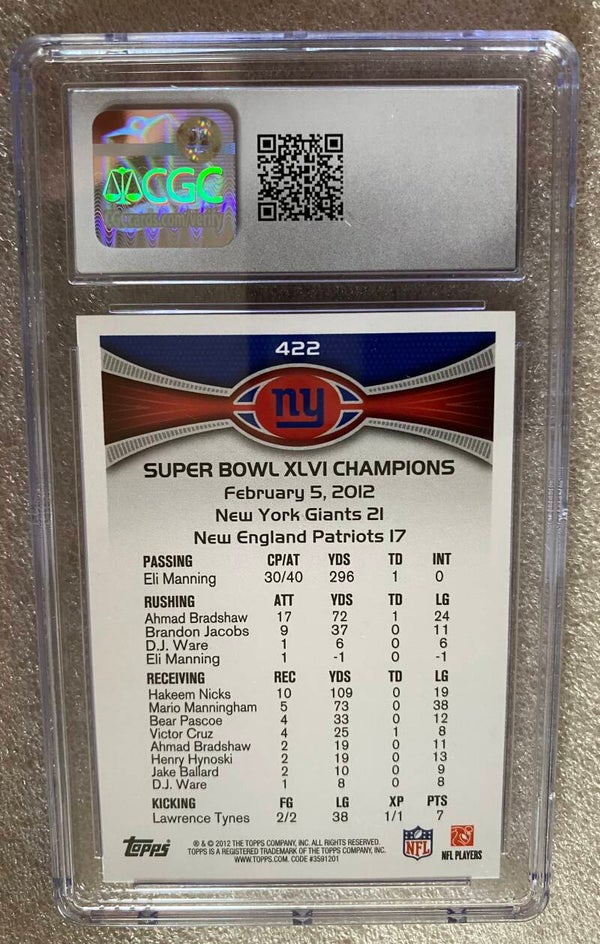 CGC
CGCcards.com/verify
422
ny
SUPER BOWL XLVI CHAMPIONS
February 5, 2012
New York Giants 21
New England Patriots 17
PASSING CP/AT YDS TD INT
Eli Manning 30/40 296 1 0
RUSHING ATT YDS TD LG
Ahmad Bradshaw 17 72 1 24
Brandon Jacobs 9 37 0 11
D.J. Ware 1 6 0 6
Eli Manning 1 -1 0 -1
RECEIVING REC YDS TD LG
Hakeem Nicks 10 109 0 19
Mario Manningham 5 73 0 38
Bear Pascoe 4 33 0 12
Victor Cruz 4 25 1 8
Ahmad Bradshaw 2 19 0 11
Henry Hynoski 2 19 0 13
Jake Ballard 2 10 0 9
D.J. Ware 1 8 0 8
KICKING FG LG XP PTS
Lawrence Tynes 2/2 38 1/1 7
Topps
® & © 2012 THE TOPPS COMPANY, INC. ALL RIGHTS RESERVED.
TOPPS IS A REGISTERED TRADEMARK OF THE TOPPS COMPANY, INC.
WWW.TOPPS.COM. CODE #3591201
NFL
NFL PLAYERS